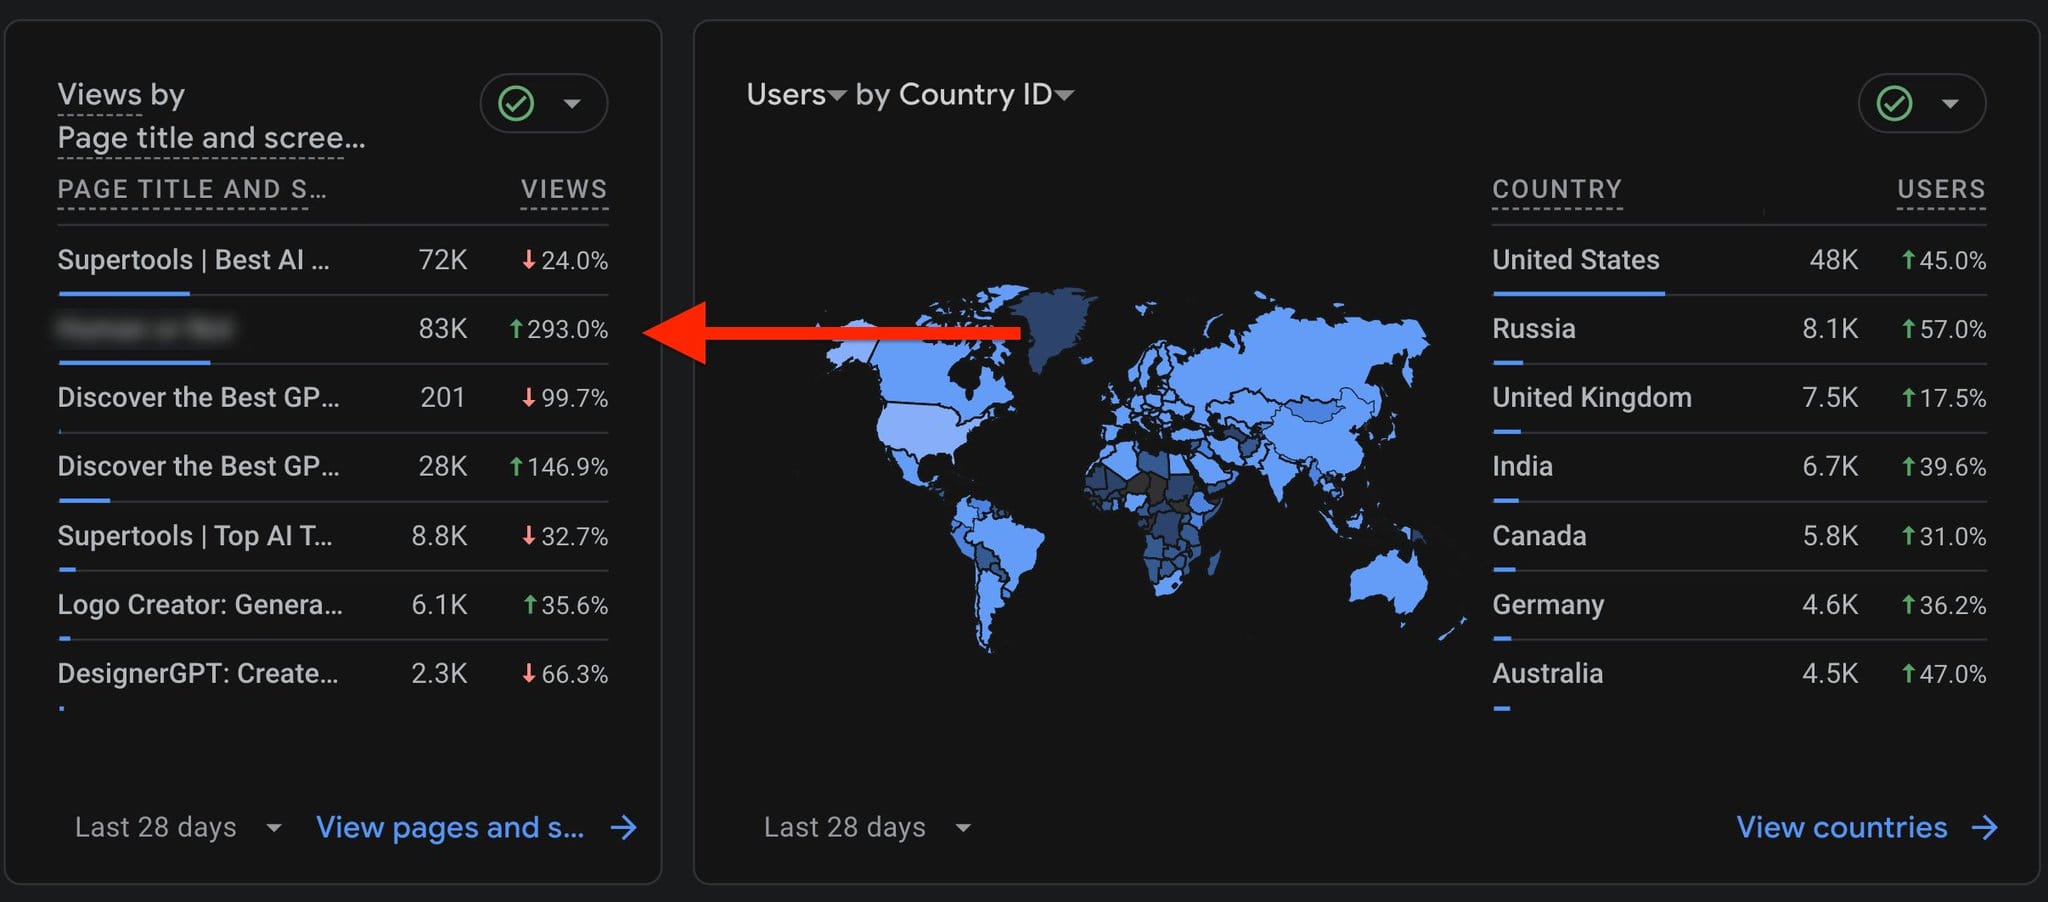 Views by
Page title and scree...
PAGE TITLE AND S... VIEWS
Supertools | Best AI ... 72K ↓ 24.0%
83K ↑ 293.0%
Discover the Best GP... 201 ↓ 99.7%
Discover the Best GP... 28K ↑ 146.9%
Supertools | Top AI T... 8.8K ↓ 32.7%
Logo Creator: Genera... 6.1K ↑ 35.6%
DesignerGPT: Create... 2.3K ↓ 66.3%
Last 28 days View pages and s... →
Users by Country ID
COUNTRY USERS
United States 48K ↑ 45.0%
Russia 8.1K ↑ 57.0%
United Kingdom 7.5K ↑ 17.5%
India 6.7K ↑ 39.6%
Canada 5.8K ↑ 31.0%
Germany 4.6K ↑ 36.2%
Australia 4.5K ↑ 47.0%
Last 28 days View countries →